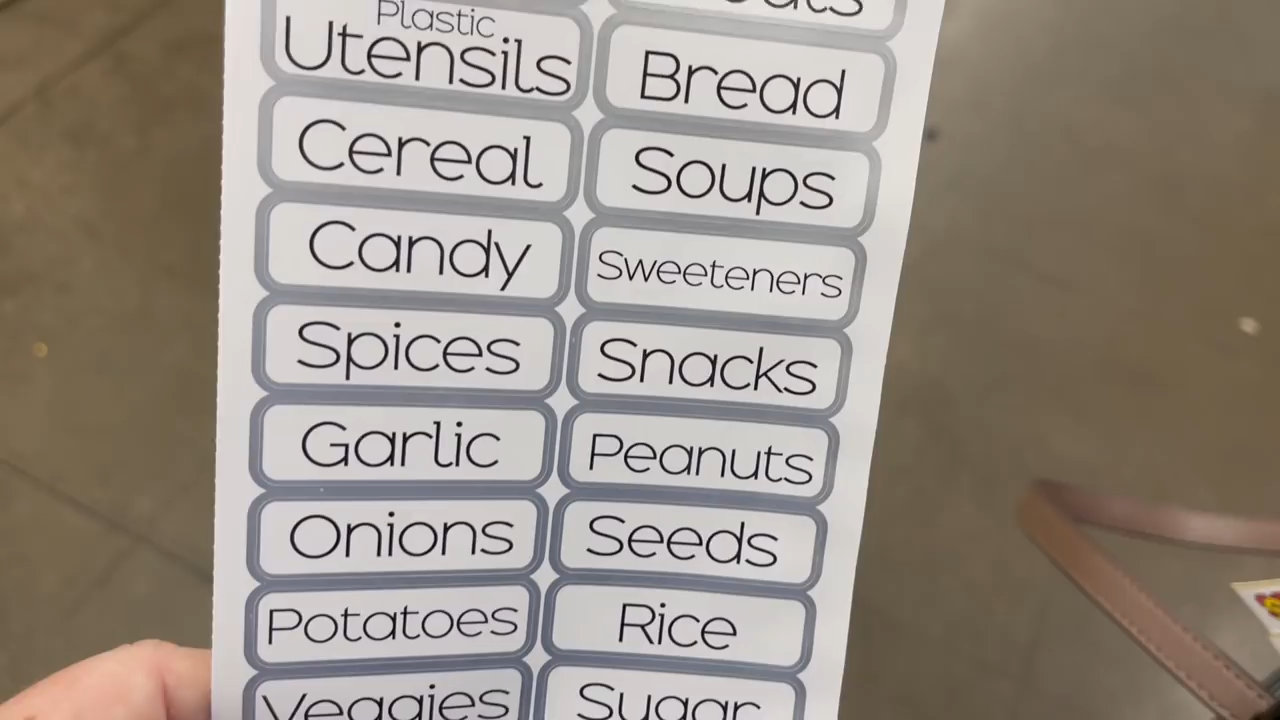 Plastic
Utensils
Bread
Cereal
Soups
Candy
Sweeteners
Spices
Snacks
Garlic
Peanuts
Onions
Seeds
Potatoes
Rice
Veggies
Sugar